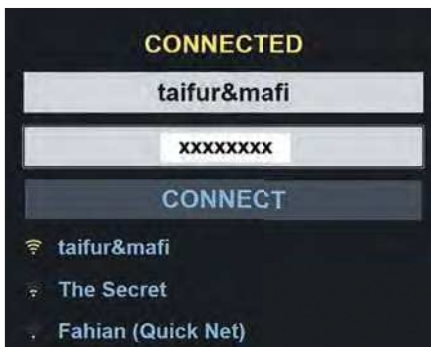 CONNECTED
taifur&mafi
xxxxxxxx
CONNECT
taifur&mafi
The Secret
Fahian (Quick Net)